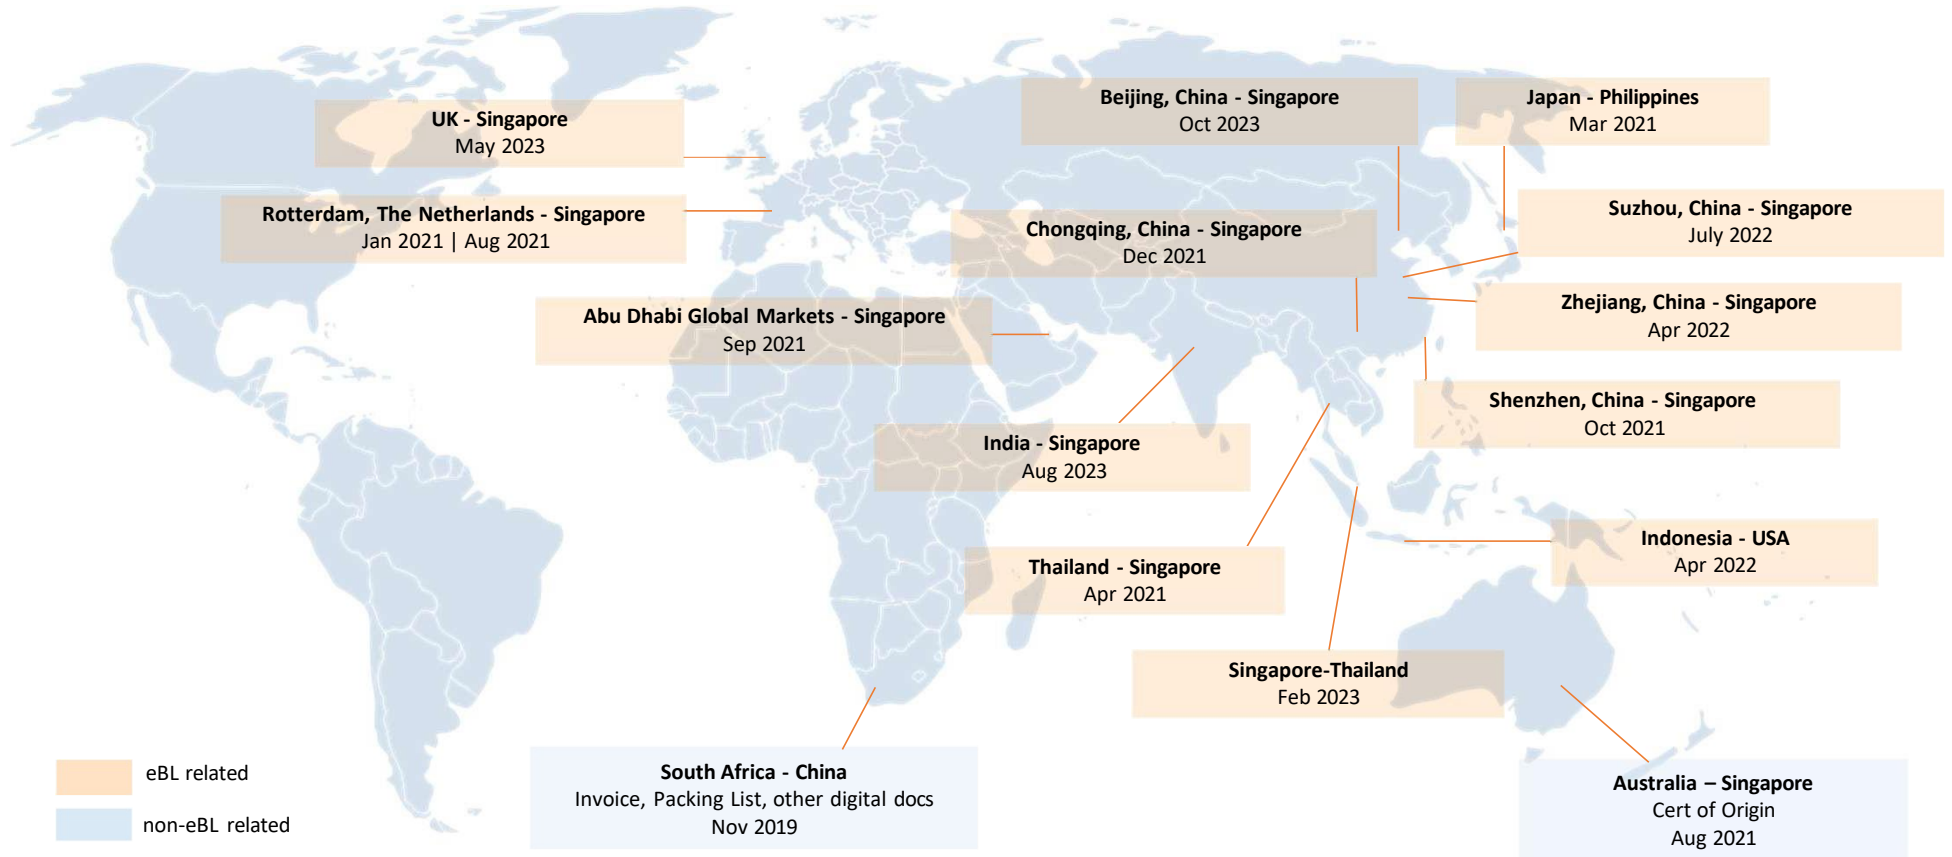 UK - Singapore
May 2023
Rotterdam, The Netherlands - Singapore
Jan 2021 | Aug 2021
Beijing, China - Singapore
Oct 2023
Japan - Philippines
Mar 2021
Chongqing, China - Singapore
Dec 2021
Suzhou, China - Singapore
July 2022
Abu Dhabi Global Markets - Singapore
Sep 2021
Zhejiang, China - Singapore
Apr 2022
India - Singapore
Aug 2023
Shenzhen, China - Singapore
Oct 2021
Thailand - Singapore
Apr 2021
Indonesia - USA
Apr 2022
Singapore-Thailand
Feb 2023
South Africa - China
Invoice, Packing List, other digital docs
Nov 2019
Australia – Singapore
Cert of Origin
Aug 2021
eBL related
non-eBL related